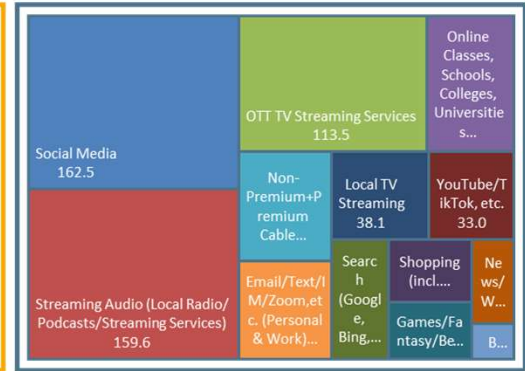 Social Media
162.5
Streaming Audio (Local Radio/
Podcasts/Streaming Services)
159.6
OTT TV Streaming Services
113.5
Online
Classes,
Schools,
Colleges,
Universitie
s...
Non-
Premium+P
remium
Cable...
Local TV
Streaming
38.1
YouTube/T
ikTok, etc.
33.0
Email/Text/I
M/Zoom,et
c. (Personal
& Work)...
Searc
h
(Googl
e,
Bing,...
Shopping
(incl....
Ne
ws/
W...
Games/Fa
ntasy/Be...
B...